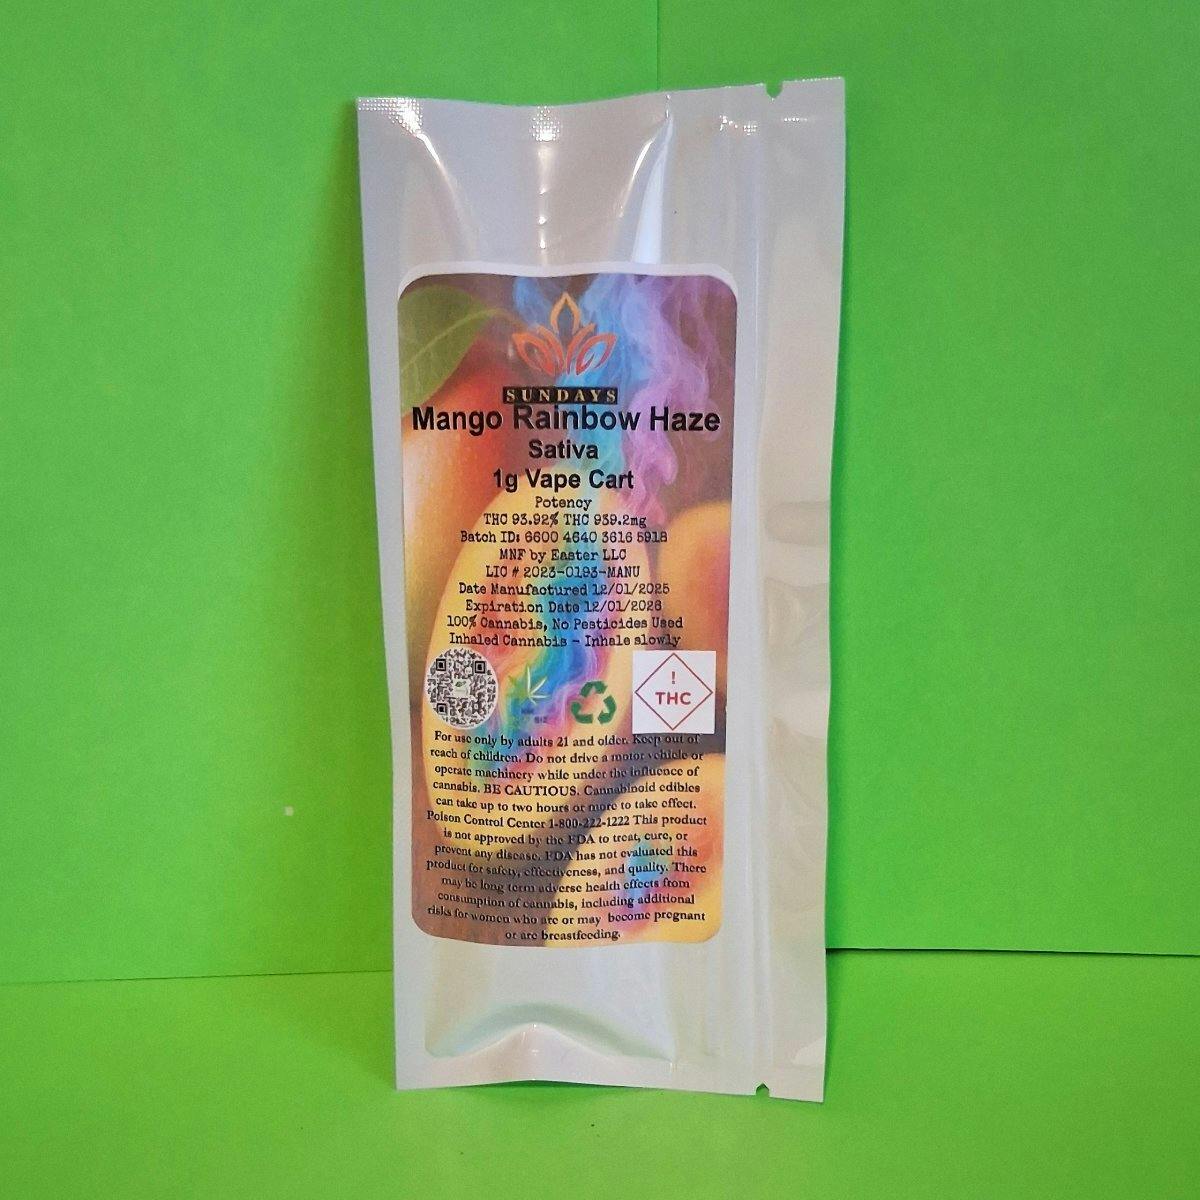 SUNDAYS
Mango Rainbow Haze
Sativa
1g Vape Cart
Potency
THC 93.92% THC 939.2mg
Batch ID: 6600 4640 3616 5918
MNF by Easter LLC
LIC # 2023-0193-MANU
Date Manufactured 12/01/2025
Expiration Date 12/01/2026
100% Cannabis, No Pesticides Used
Inhaled Cannabis - Inhale slowly
!
THC
For use only by adults 21 and older. Keep out of
reach of children. Do not drive a motor vehicle or
operate machinery while under the influence of
cannabis. BE CAUTIOUS. Cannabinoid edibles
can take up to two hours or more to take effect.
Poison Control Center 1-800-222-1222 This product
is not approved by the FDA to treat, cure, or
prevent any disease. FDA has not evaluated this
product for safety, effectiveness, and quality. There
may be long term adverse health effects from
consumption of cannabis, including additional
risks for women who are or may become pregnant
or are breastfeeding.